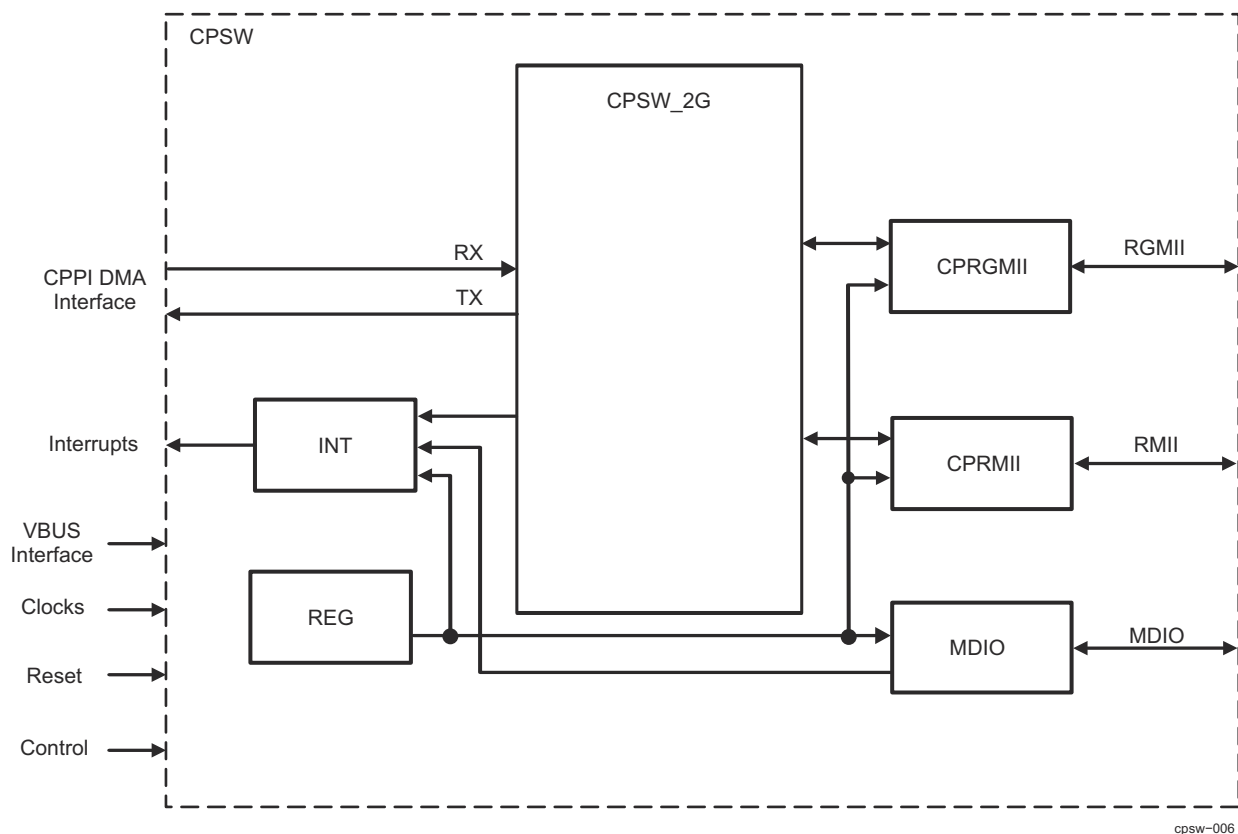 CPSW
CPSW_2G
RX
CPPI DMA
Interface
TX
CPRGMII
RGMII
Interrupts
INT
CPRMII
RMII
VBUS
Interface
Clocks
REG
MDIO
MDIO
Reset
Control
cpsw−006